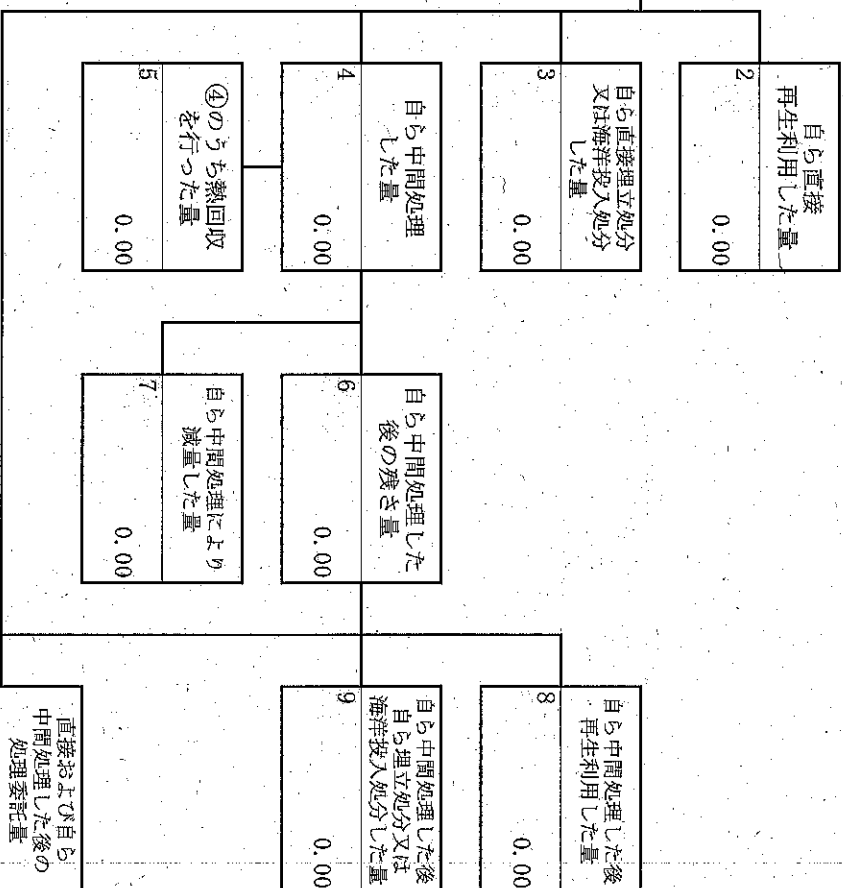 自ら直接
再生利用した量
2
0.00
自ら直接埋立処分
又は海洋投入処分
した量
3
0.00
自ら中間処理
した量
4
0.00
④のうち熱回収
を行った量
5
0.00
自ら中間処理した
後の残さ量
6
0.00
自ら中間処理により
減量した量
7
0.00
自ら中間処理した後
再生利用した量
8
0.00
自ら中間処理した後
自ら埋立処分又は
海洋投入処分した量
9
0.00
直接および自ら
中間処理した後の
処理委託量